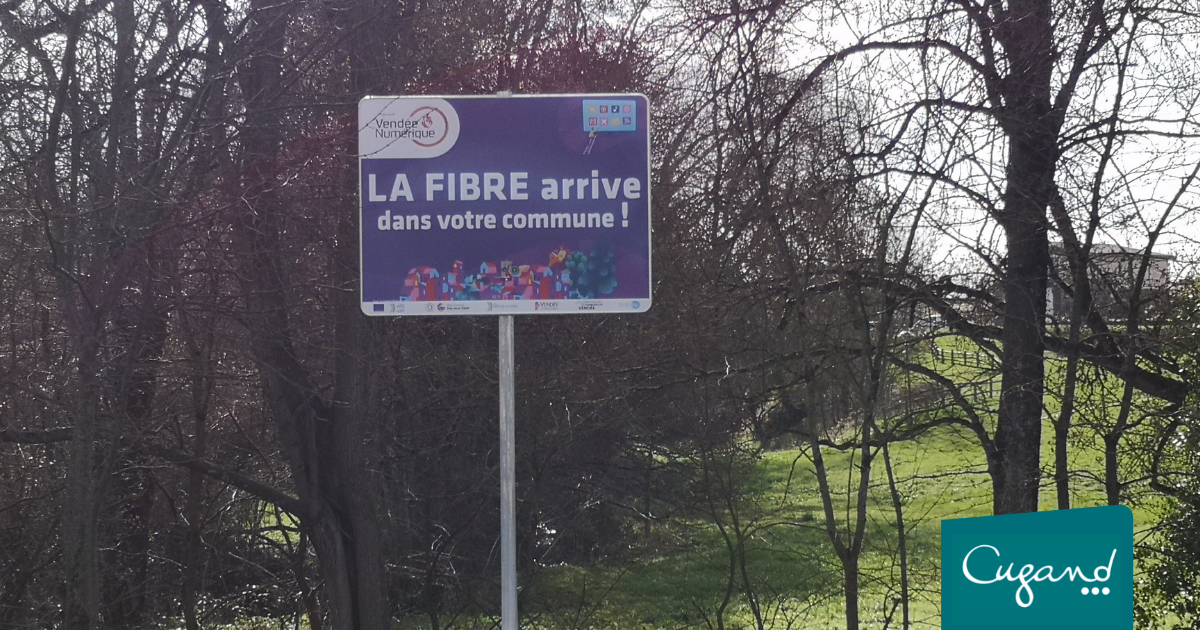 Vendée
Numérique
LA FIBRE arrive
dans votre commune !
VENDÉE
Cugand